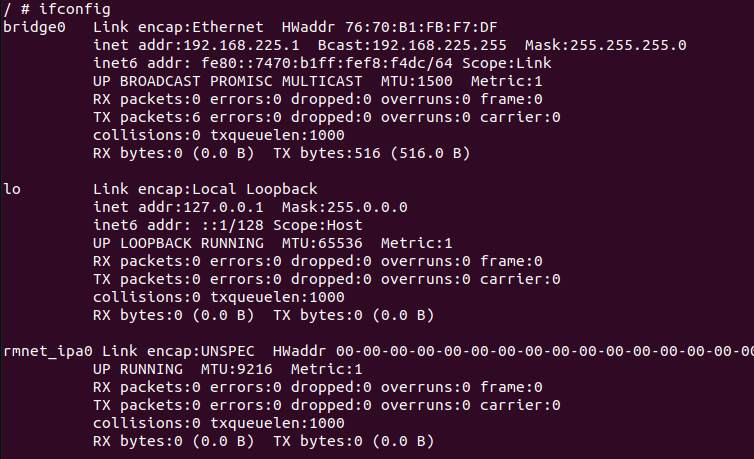 / # ifconfig
bridge0   Link encap:Ethernet  HWaddr 76:70:B1:FB:F7:DF
          inet addr:192.168.225.1  Bcast:192.168.225.255  Mask:255.255.255.0
          inet6 addr: fe80::7470:b1ff:fef8:f4dc/64 Scope:Link
          UP BROADCAST PROMISC MULTICAST  MTU:1500  Metric:1
          RX packets:0 errors:0 dropped:0 overruns:0 frame:0
          TX packets:6 errors:0 dropped:0 overruns:0 carrier:0
          collisions:0 txqueuelen:1000
          RX bytes:0 (0.0 B)  TX bytes:516 (516.0 B)

lo        Link encap:Local Loopback
          inet addr:127.0.0.1  Mask:255.0.0.0
          inet6 addr: ::1/128 Scope:Host
          UP LOOPBACK RUNNING  MTU:65536  Metric:1
          RX packets:0 errors:0 dropped:0 overruns:0 frame:0
          TX packets:0 errors:0 dropped:0 overruns:0 carrier:0
          collisions:0 txqueuelen:1000
          RX bytes:0 (0.0 B)  TX bytes:0 (0.0 B)

rmnet_ipa0 Link encap:UNSPEC  HWaddr 00-00-00-00-00-00-00-00-00-00-00-00-00-00-00-00
          UP RUNNING  MTU:9216  Metric:1
          RX packets:0 errors:0 dropped:0 overruns:0 frame:0
          TX packets:0 errors:0 dropped:0 overruns:0 carrier:0
          collisions:0 txqueuelen:1000
          RX bytes:0 (0.0 B)  TX bytes:0 (0.0 B)